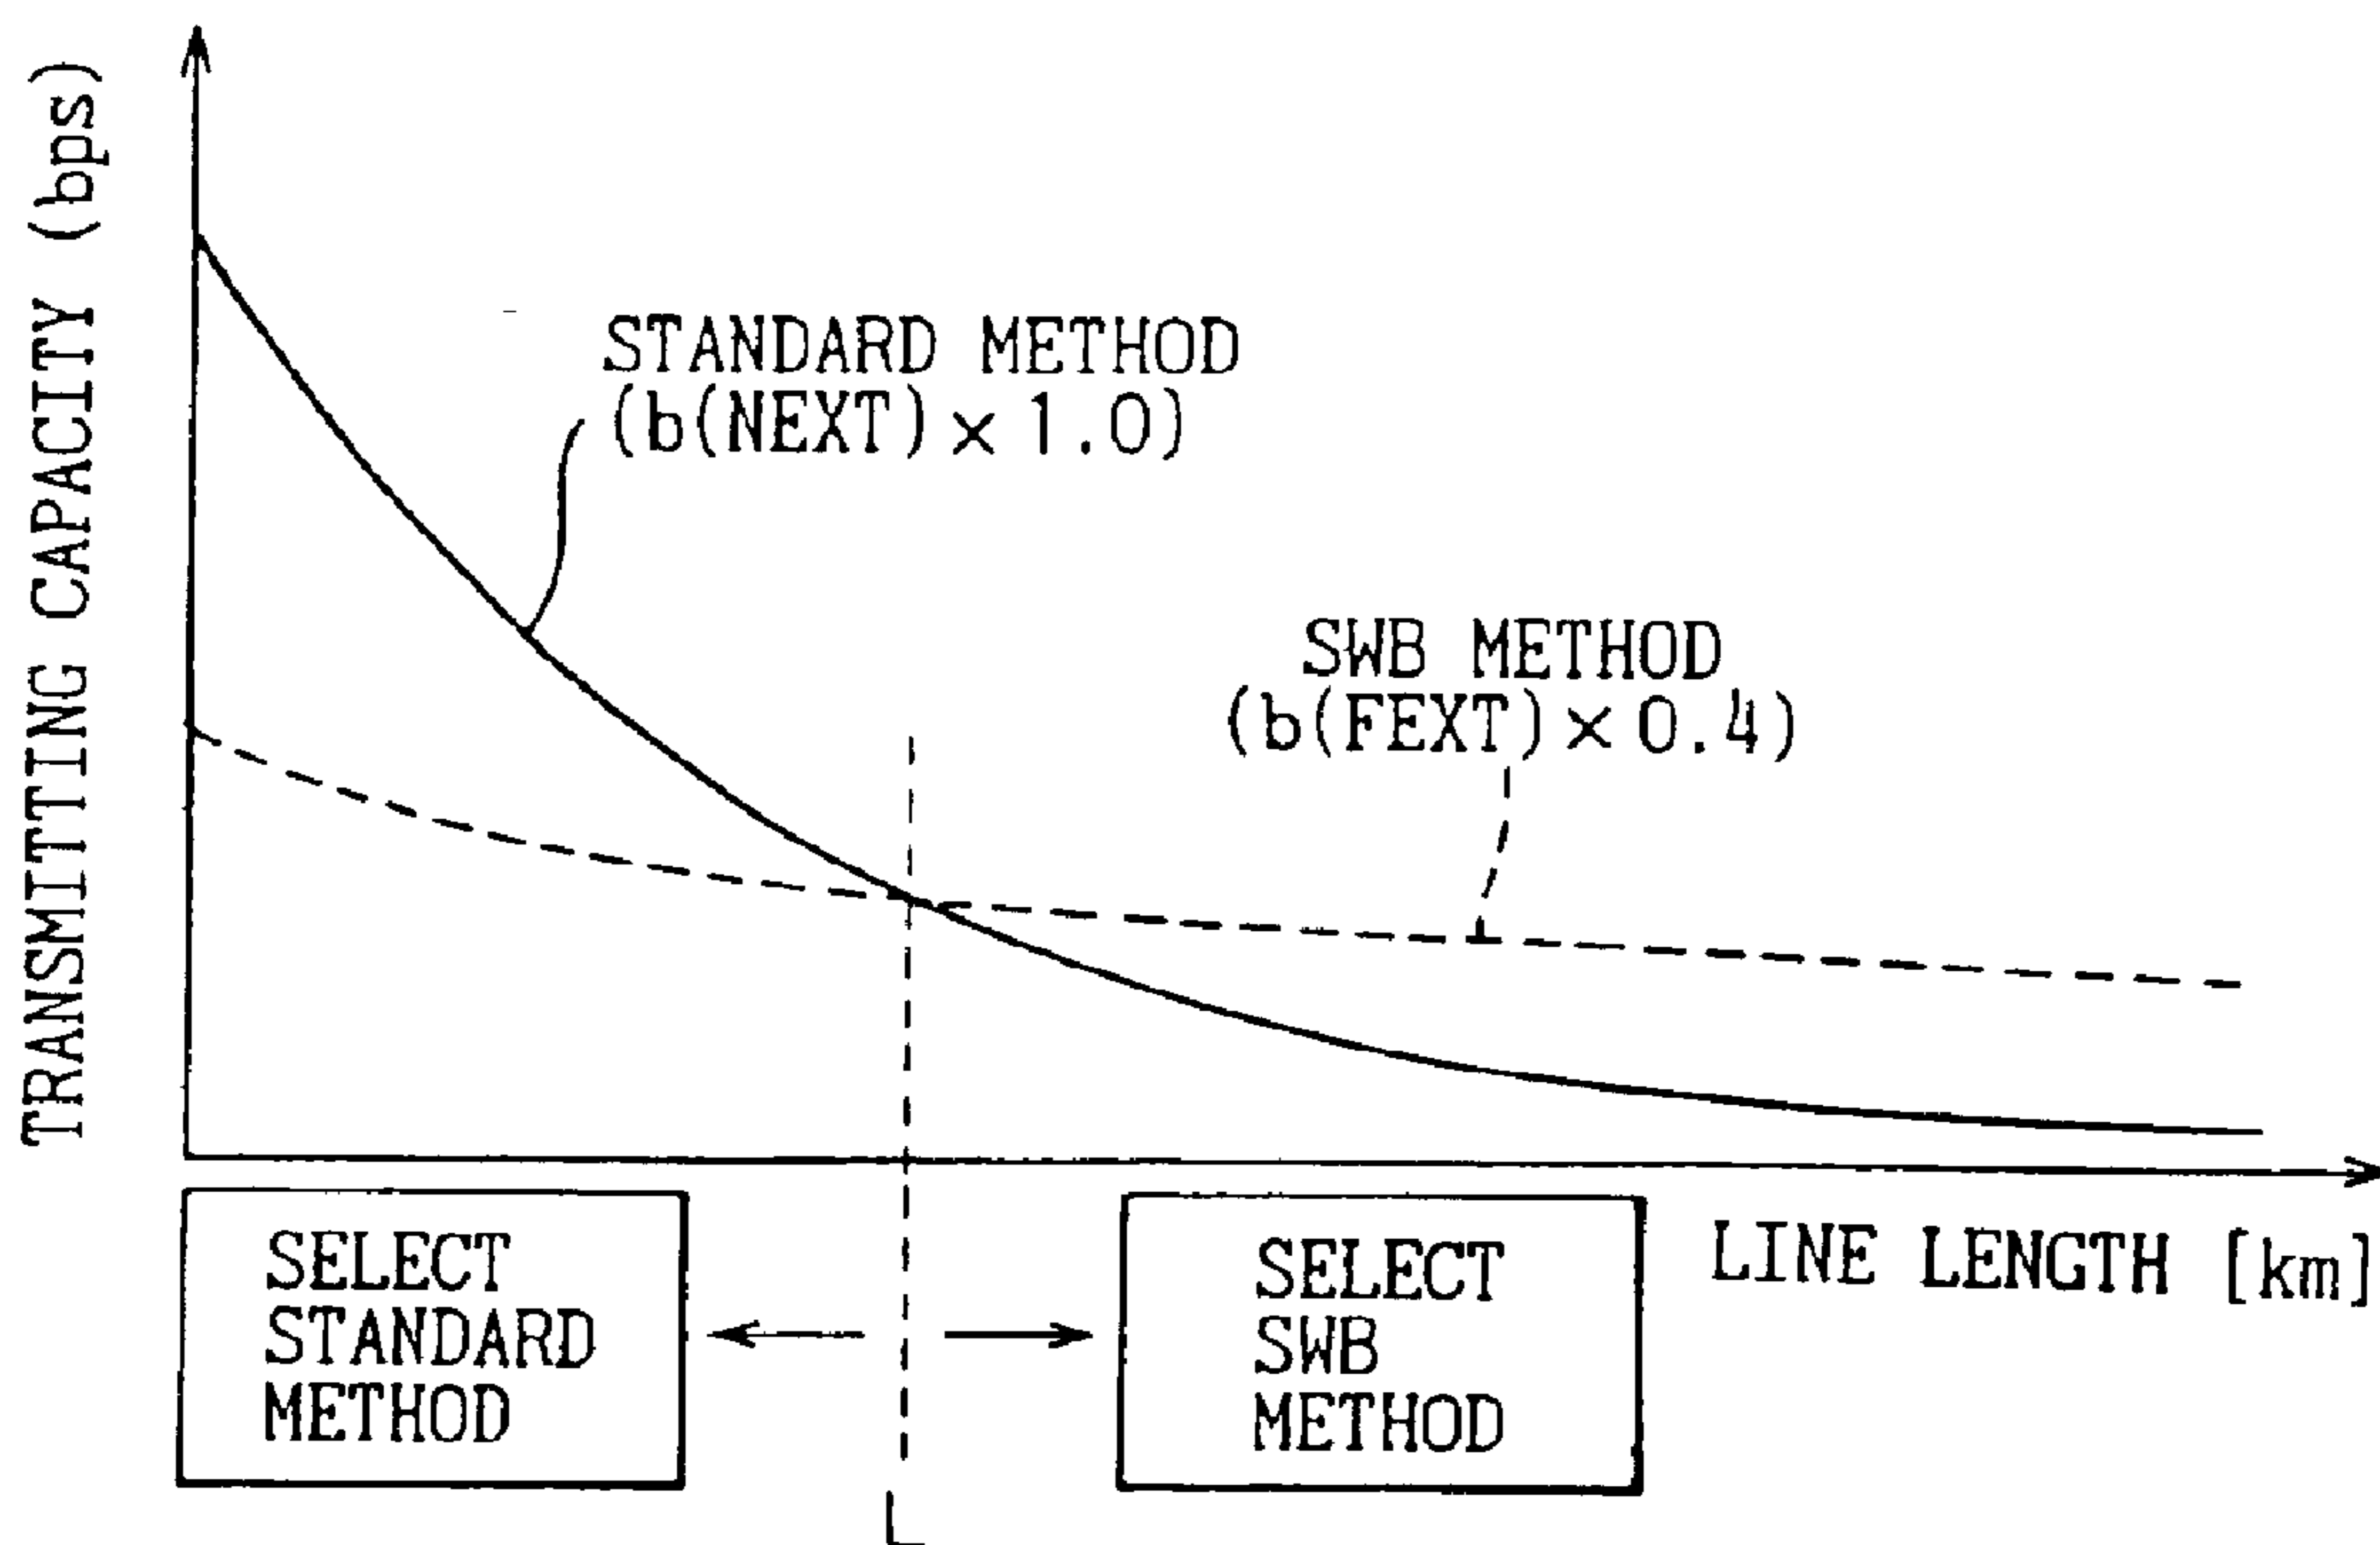 TRANSMITTING CAPACITY (bps)
STANDARD METHOD
(b(NEXT) × 1.0)
SWB METHOD
(b(FEXT) × 0.4)
SELECT
STANDARD
METHOD
SELECT
SWB
METHOD
LINE LENGTH [km]
L